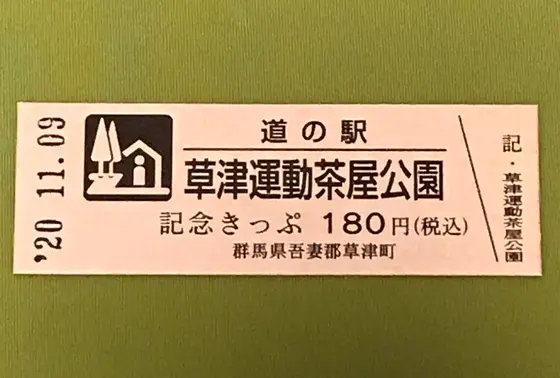 '20 11.09
道の駅
草津運動茶屋公園
記念きっぷ 180円(税込)
群馬県吾妻郡草津町
記・草津運動茶屋公園